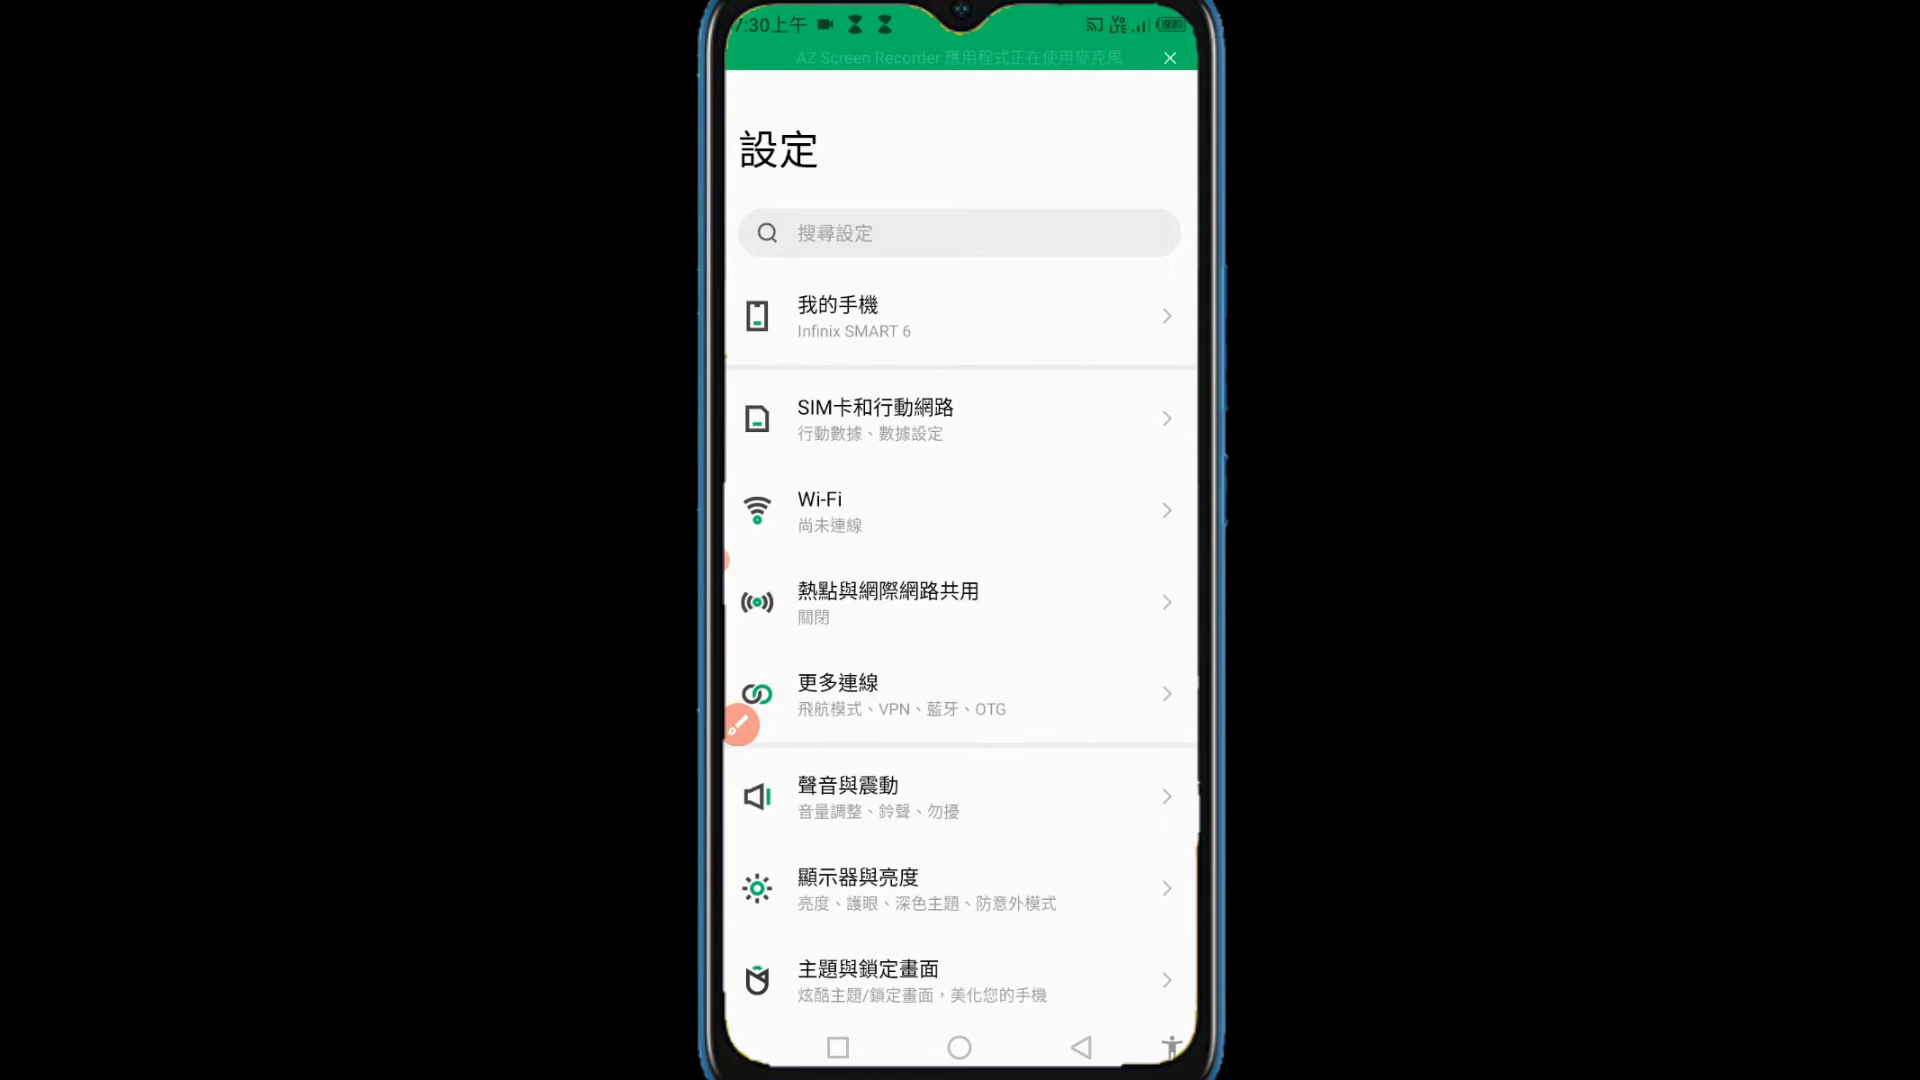 7:30上午
AZ Screen Recorder 應用程式正在使用麥克風
設定
搜尋設定
我的手機
Infinix SMART 6
SIM卡和行動網路
行動數據、數據設定
Wi-Fi
尚未連線
熱點與網際網路共用
關閉
更多連線
飛航模式、VPN、藍牙、OTG
聲音與震動
音量調整、鈴聲、勿擾
顯示器與亮度
亮度、護眼、深色主題、防意外模式
主題與鎖定畫面
炫酷主題/鎖定畫面，美化您的手機